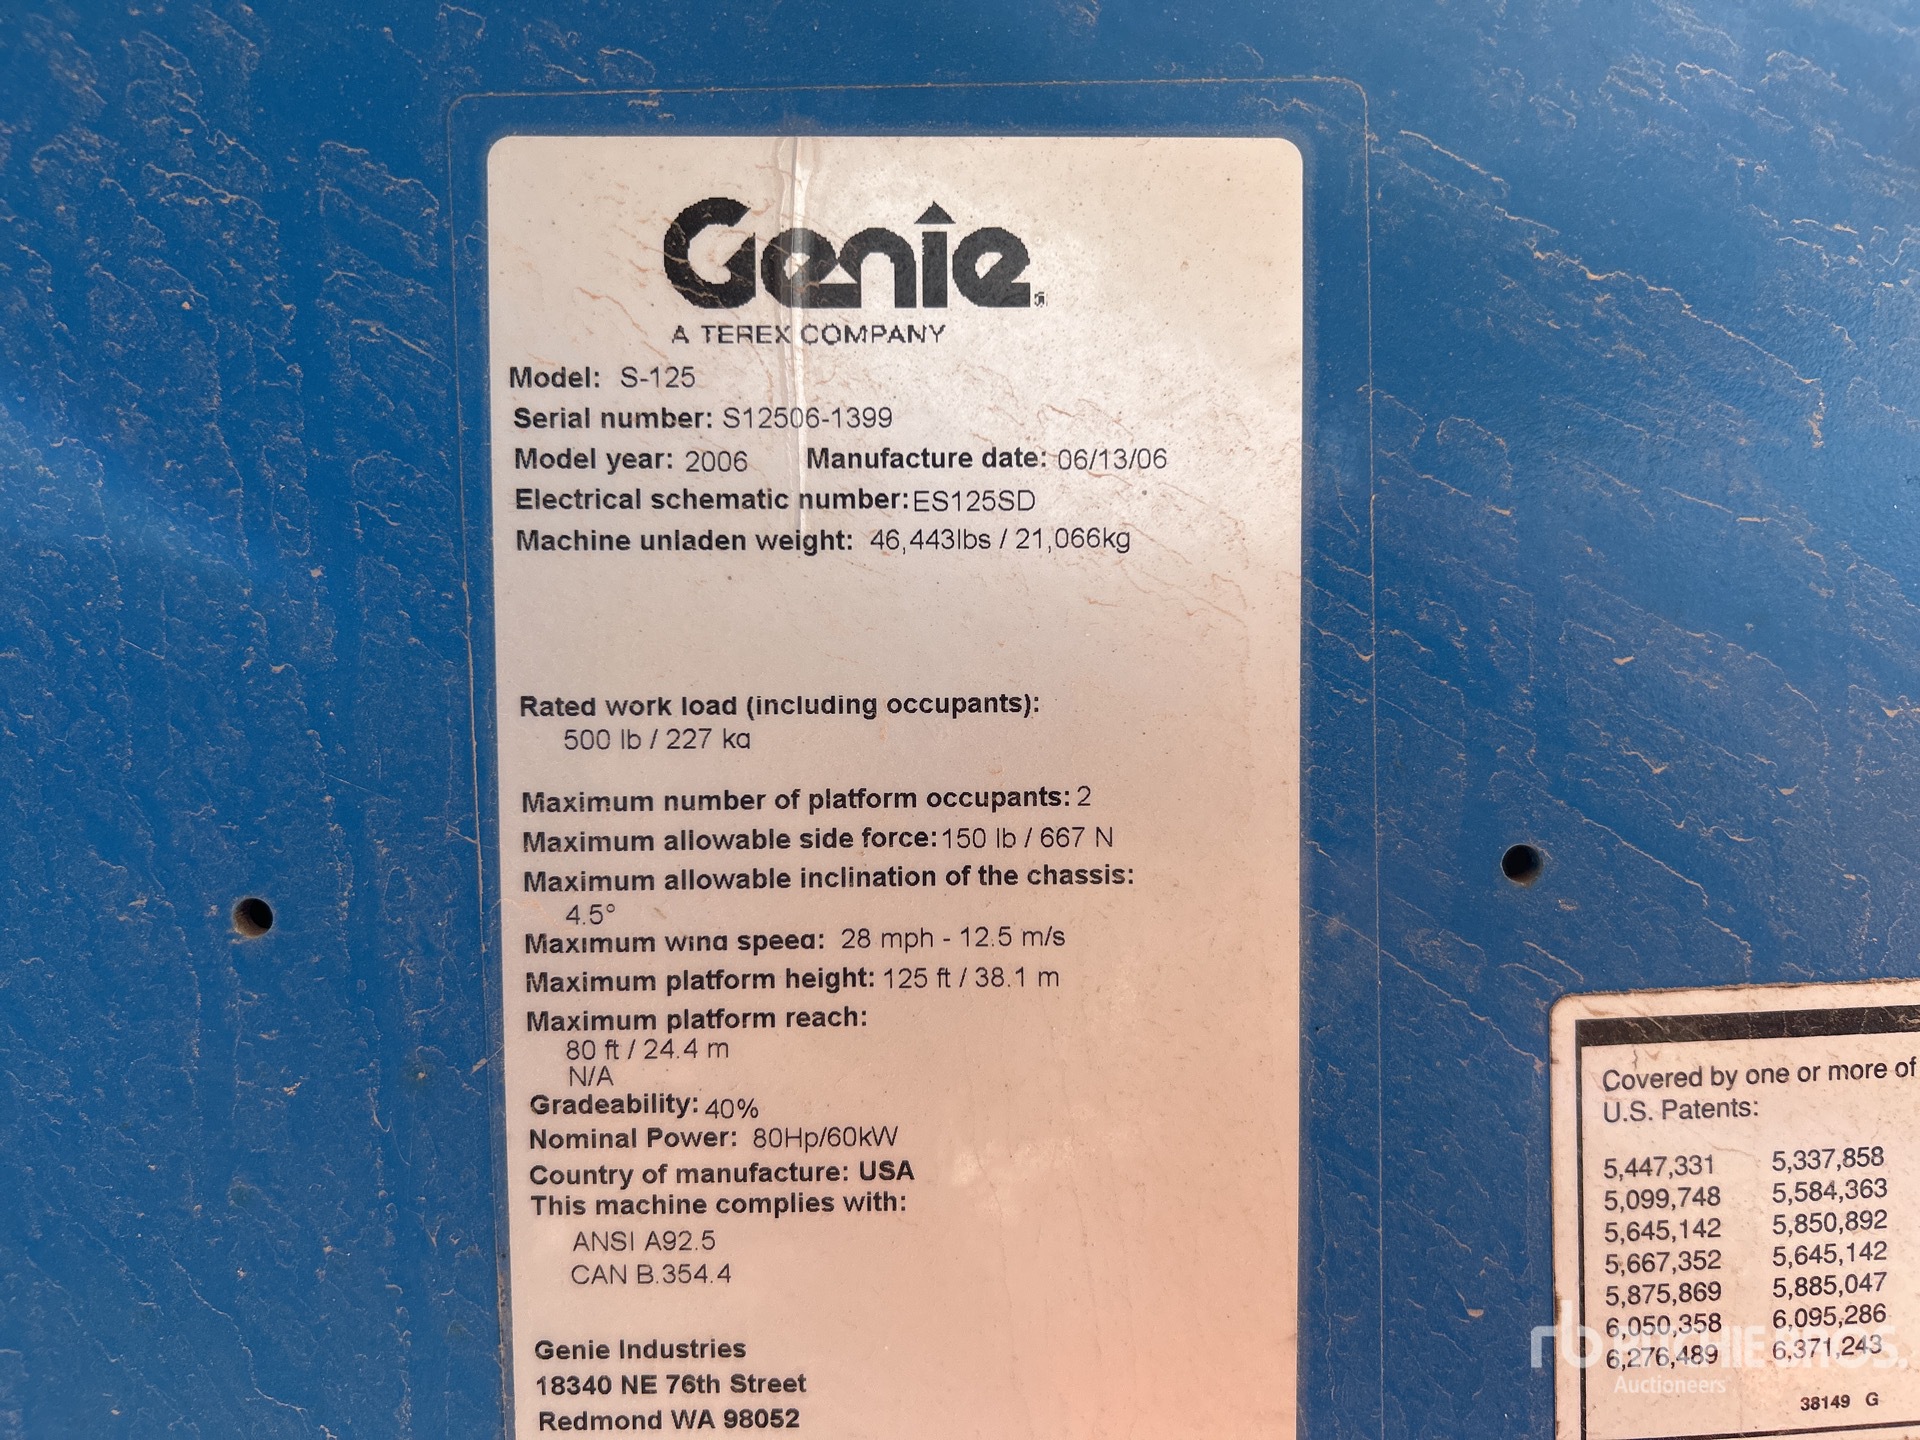 Genie
A TEREX COMPANY
Model: S-125
Serial number: S12506-1399
Model year: 2006 Manufacture date: 06/13/06
Electrical schematic number:ES125SD
Machine unladen weight: 46,443lbs / 21,066kg
Rated work load (including occupants):
500 lb / 227 kg
Maximum number of platform occupants: 2
Maximum allowable side force:150 lb / 667 N
Maximum allowable inclination of the chassis:
4.5°
Maximum wind speed: 28 mph - 12.5 m/s
Maximum platform height: 125 ft / 38.1 m
Maximum platform reach:
80 ft / 24.4 m
N/A
Gradeability: 40%
Nominal Power: 80Hp/60kW
Country of manufacture: USA
This machine complies with:
ANSI A92.5
CAN B.354.4
Genie Industries
18340 NE 76th Street
Redmond WA 98052
Covered by one or more of
U.S. Patents:
5,447,331 5,337,858
5,099,748 5,584,363
5,645,142 5,850,892
5,667,352 5,645,142
5,875,869 5,885,047
6,050,358 6,095,286
6,276,489 6,371,243
38149 G
rb RITCHIE BROS.
Auctioneers